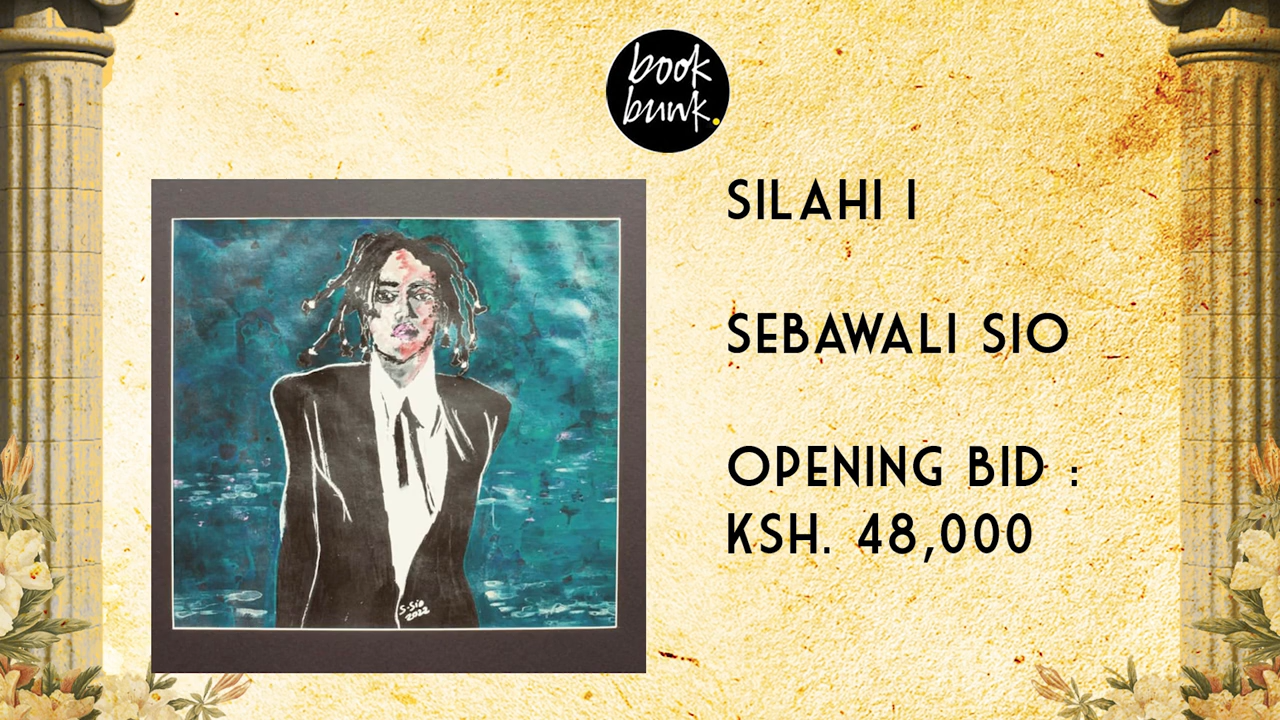 book
bunk.
SILAHI I
SEBAWALI SIO
OPENING BID :
KSH. 48,000
S.Sio
2022